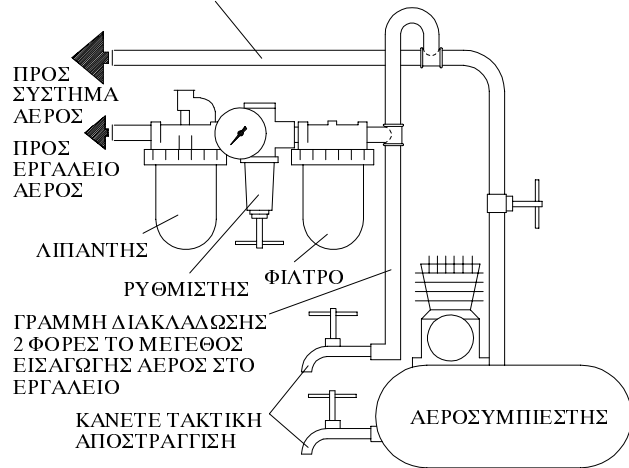 ΠΡΟΣ
ΣΥΣΤΗΜΑ
ΑΕΡΟΣ
ΠΡΟΣ
ΕΡΓΑΛΕΙΟ
ΑΕΡΟΣ
ΛΙΠΑΝΤΗΣ
ΡΥΘΜΙΣΤΗΣ
ΦΙΛΤΡΟ
ΓΡΑΜΜΗ ΔΙΑΚΛΑΔΩΣΗΣ
2 ΦΟΡΕΣ ΤΟ ΜΕΓΕΘΟΣ
ΕΙΣΑΓΩΓΗΣ ΑΕΡΟΣ ΣΤΟ
ΕΡΓΑΛΕΙΟ
ΚΑΝΕΤΕ ΤΑΚΤΙΚΗ
ΑΠΟΣΤΡΑΓΓΙΣΗ
ΑΕΡΟΣΥΜΠΙΕΣΤΗΣ